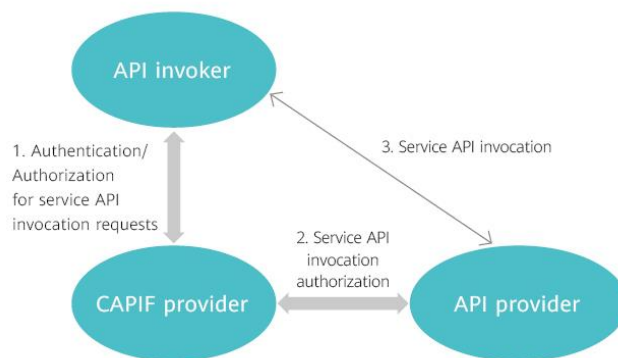 API invoker
1. Authentication/
Authorization
for service API
invocation requests
3. Service API invocation
2. Service API
invocation
authorization
CAPIF provider
API provider